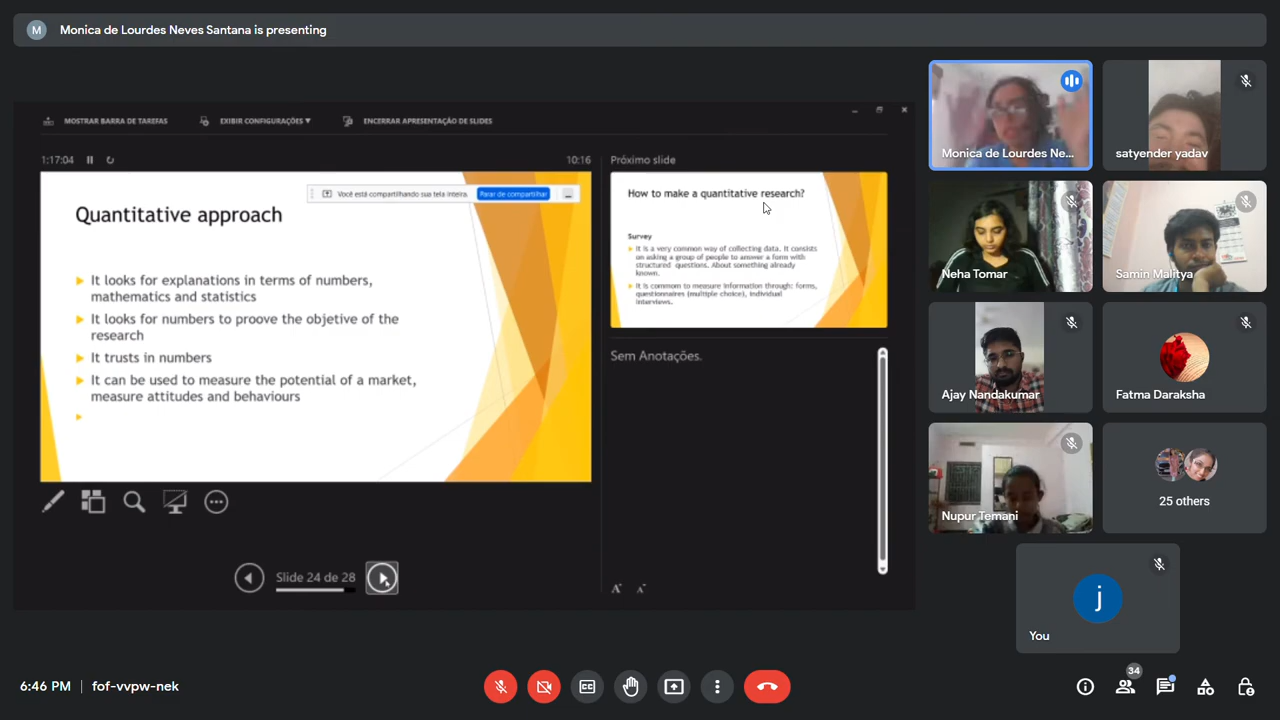 M
Monica de Lourdes Neves Santana is presenting
MOSTRAR BARRA DE TAREFAS
EXIBIR CONFIGURAÇÕES ▼
ENCERRAR APRESENTAÇÃO DE SLIDES
1:17:04
10:16
Você está compartilhando sua tela inteira.
Parar de compartilhar
Quantitative approach
It looks for explanations in terms of numbers,
mathematics and statistics
It looks for numbers to proove the objetive of the
research
It trusts in numbers
It can be used to measure the potential of a market,
measure attitudes and behaviours
Slide 24 de 28
Próximo slide
How to make a quantitative research?
Survey
It is a very common way of collecting data. It consists
on asking a group of people to answer a form with
structured questions. About something already
known.
It is common to measure information through: forms,
questionnaires (multiple choice), individual
interviews.
Sem Anotações.
A
A
Monica de Lourdes Ne...
satyender yadav
Neha Tomar
Samin Malitya
Ajay Nandakumar
Fatma Daraksha
Nupur Temani
25 others
j
You
6:46 PM | fof-vvpw-nek
CC
34